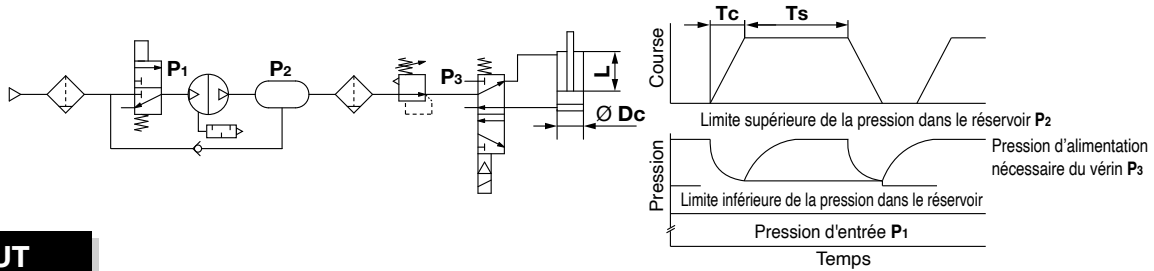 P1
P2
P3
L
Ø Dc
Tc
Ts
Course
Limite supérieure de la pression dans le réservoir P2
Pression d'alimentation
nécessaire du vérin P3
Pression
Limite inférieure de la pression dans le réservoir
Pression d'entrée P1
Temps
UT